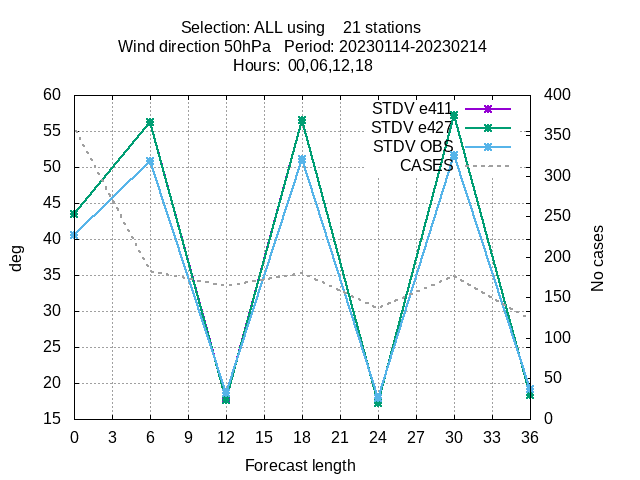 Selection: ALL using    21 stations
Wind direction 50hPa   Period: 20230114-20230214
Hours:  00,06,12,18
60
55
50
45
40
35
30
25
20
15
deg
STDV e411
STDV e427
STDV OBS
CASES
400
350
300
250
200
150
100
50
0
No cases
0 3 6 9 12 15 18 21 24 27 30 33 36
Forecast length